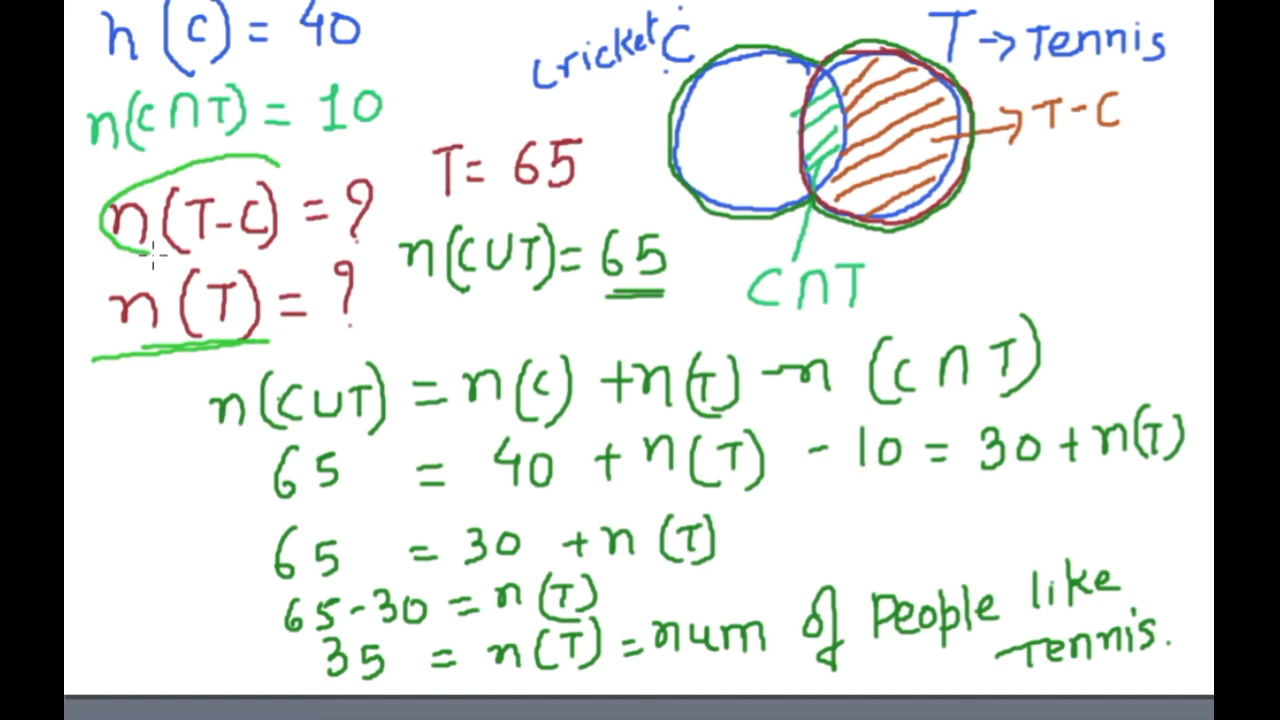 n(C) = 40
cricket C
T → Tennis
n(C∩T) = 10
T-C
T = 65
n(T-C) = ?
n(C∪T) = 65
n(T) = ?
C∩T
n(C∪T) = n(C) + n(T) - n(C∩T)
65 = 40 + n(T) - 10 = 30 + n(T)
65 = 30 + n(T)
65-30 = n(T)
35 = n(T) = num of People like
Tennis.